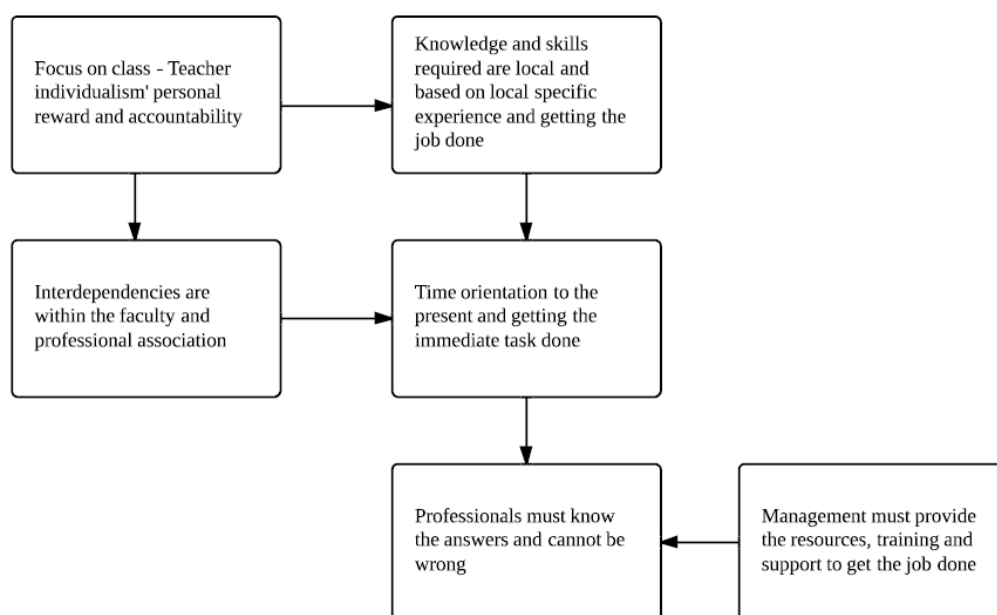 Focus on class - Teacher
individualism' personal
reward and accountability
Knowledge and skills
required are local and
based on local specific
experience and getting the
job done
Interdependencies are
within the faculty and
professional association
Time orientation to the
present and getting the
immediate task done
Professionals must know
the answers and cannot be
wrong
Management must provide
the resources, training and
support to get the job done